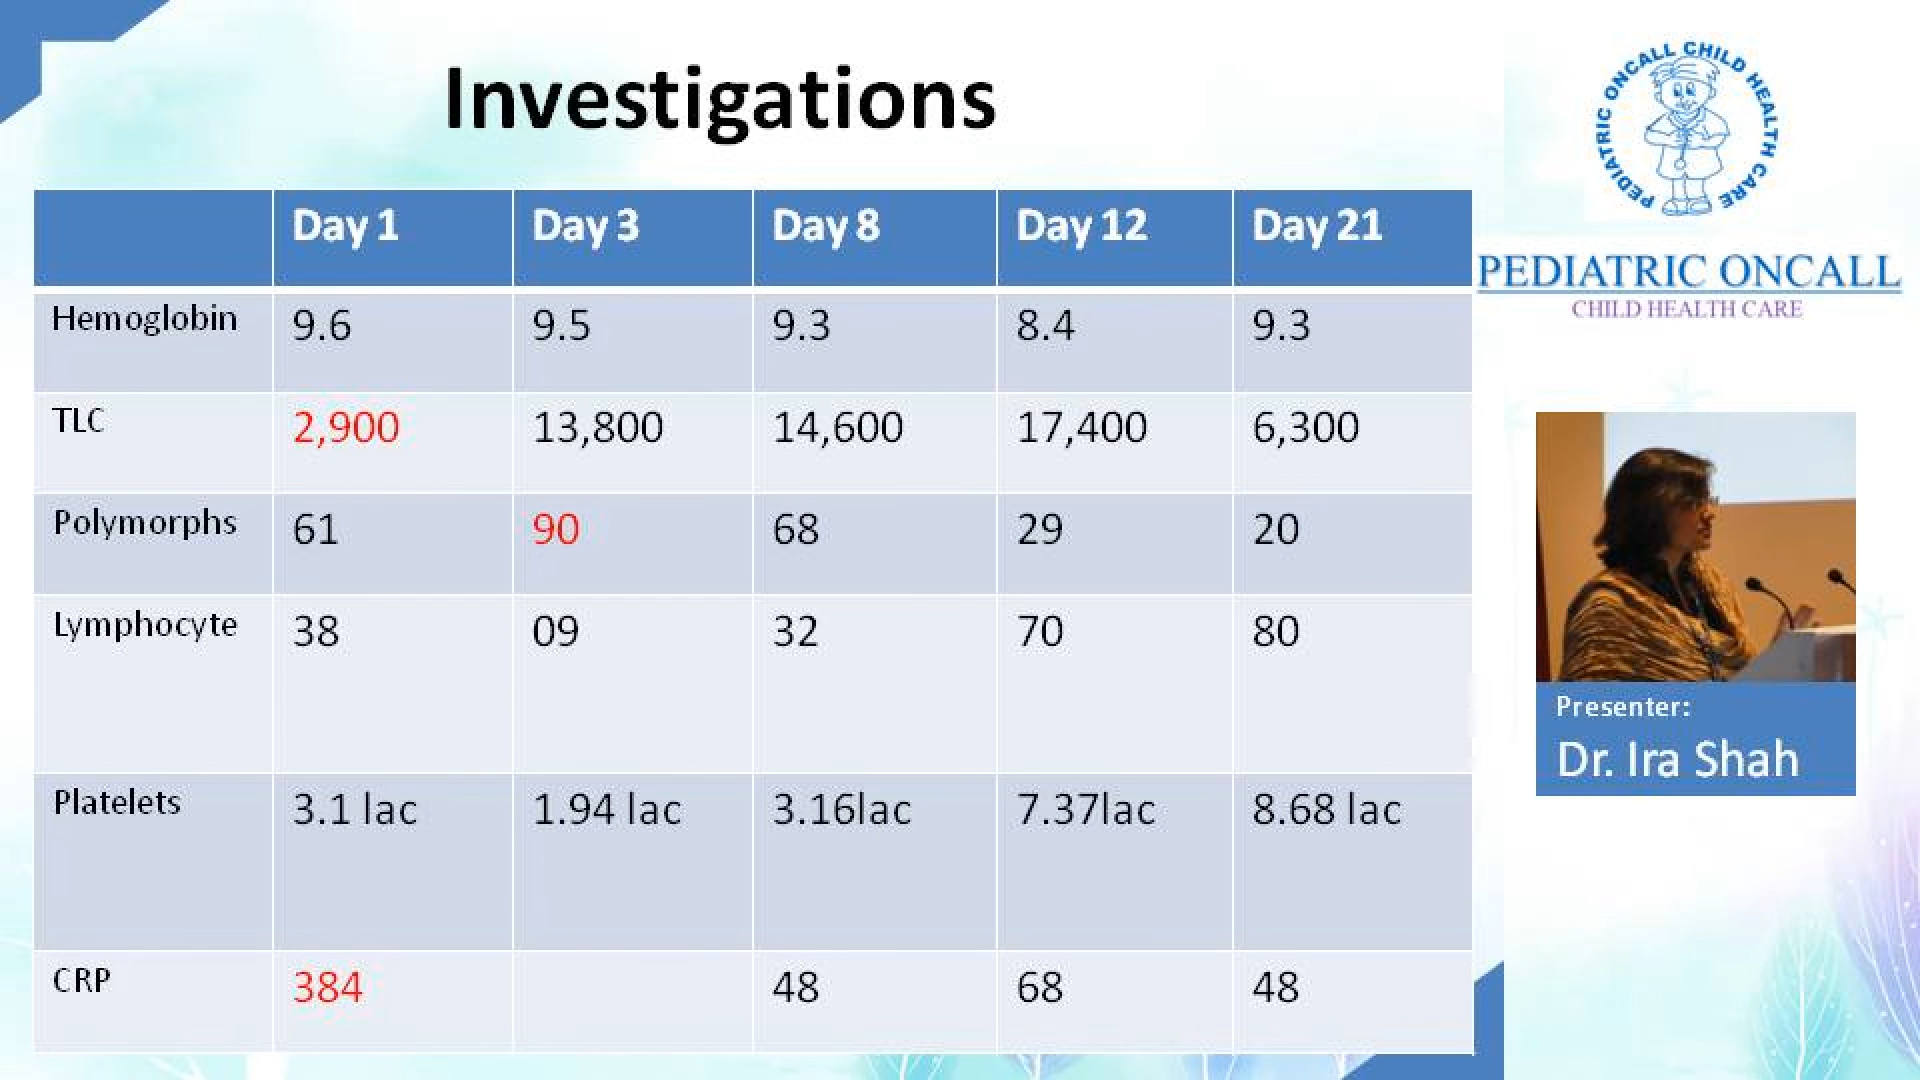 Investigations
Day 1 Day 3 Day 8 Day 12 Day 21
Hemoglobin 9.6 9.5 9.3 8.4 9.3
TLC 2,900 13,800 14,600 17,400 6,300
Polymorphs 61 90 68 29 20
Lymphocyte 38 09 32 70 80
Platelets 3.1 lac 1.94 lac 3.16lac 7.37lac 8.68 lac
CRP 384 48 68 48
PEDIATRIC ONCALL CHILD HEALTH CARE
PEDIATRIC ONCALL
CHILD HEALTH CARE
Presenter:
Dr. Ira Shah